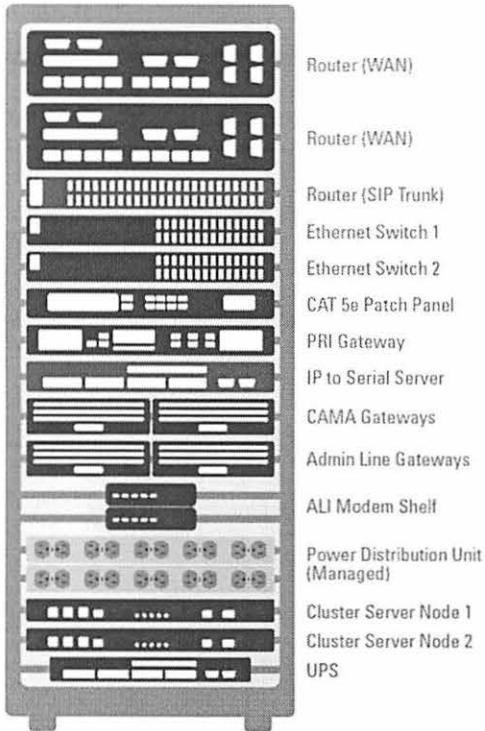 Router (WAN)
Router (WAN)
Router (SIP Trunk)
Ethernet Switch 1
Ethernet Switch 2
CAT 5e Patch Panel
PRI Gateway
IP to Serial Server
CAMA Gateways
Admin Line Gateways
ALI Modem Shelf
Power Distribution Unit
(Managed)
Cluster Server Node 1
Cluster Server Node 2
UPS